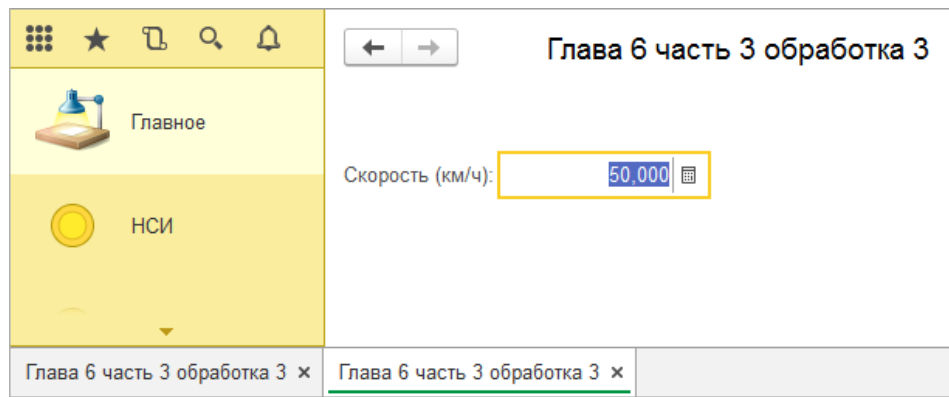 Глава 6 часть 3 обработка 3
Главное
Скорость (км/ч): 50,000
НСИ
Глава 6 часть 3 обработка 3 × Глава 6 часть 3 обработка 3 ×